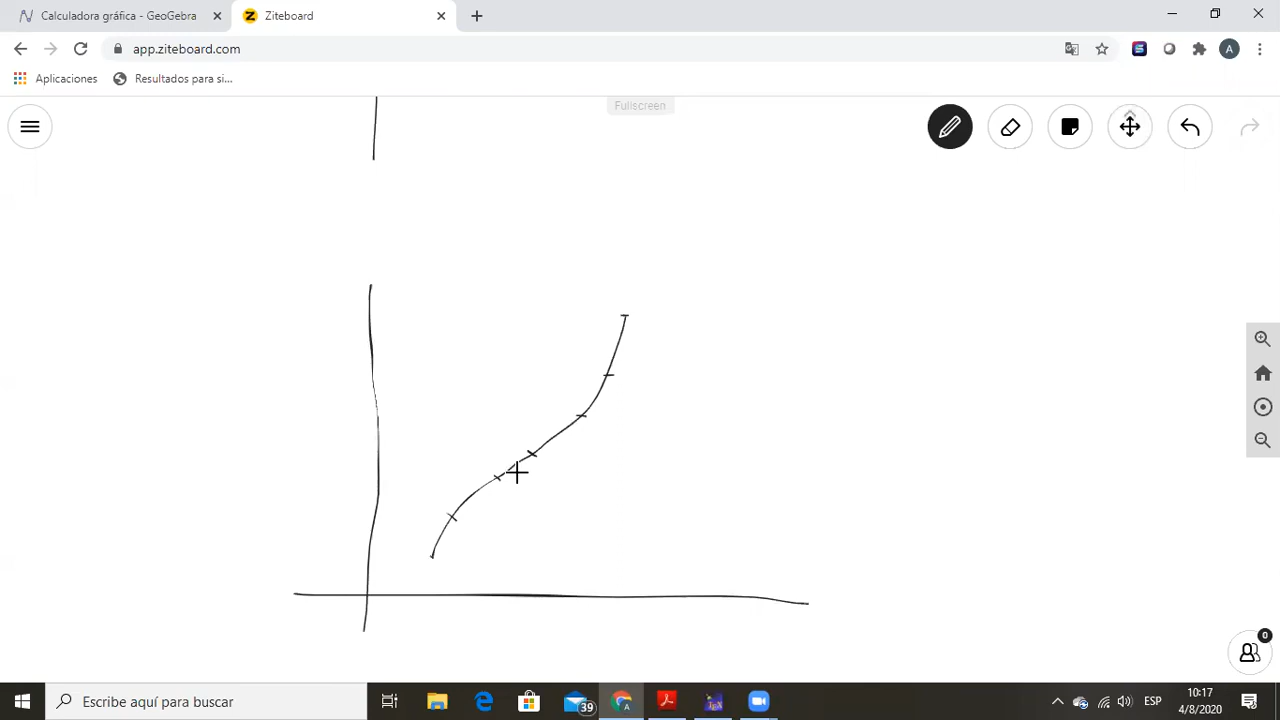 Calculadora gráfica - GeoGebra
Ziteboard
app.ziteboard.com
Aplicaciones
Resultados para si...
Fullscreen
A
0
Escribe aquí para buscar
39
ESP
10:17
4/8/2020